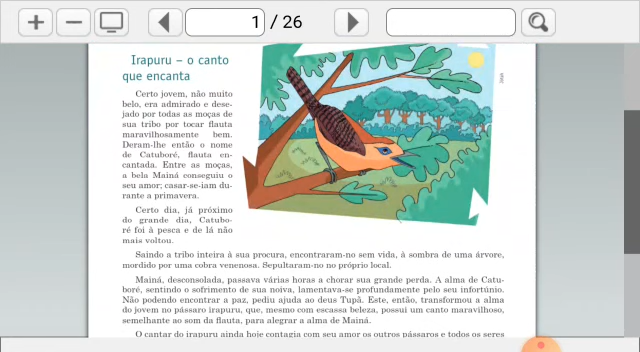 1 / 26
Irapuru – o canto
que encanta
Certo jovem, não muito
belo, era admirado e dese-
jado por todas as moças de
sua tribo por tocar flauta
maravilhosamente bem.
Deram-lhe então o nome
de Catuboré, flauta en-
cantada. Entre as moças,
a bela Mainá conseguiu o
seu amor; casar-se-iam du-
rante a primavera.
Certo dia, já próximo
do grande dia, Catubo-
ré foi à pesca e de lá não
mais voltou.
Saindo a tribo inteira à sua procura, encontraram-no sem vida, à sombra de uma árvore,
mordido por uma cobra venenosa. Sepultaram-no no próprio local.
Mainá, desconsolada, passava várias horas a chorar sua grande perda. A alma de Catu-
boré, sentindo o sofrimento de sua noiva, lamentava-se profundamente pelo seu infortúnio.
Não podendo encontrar a paz, pediu ajuda ao deus Tupã. Este, então, transformou a alma
do jovem no pássaro irapuru, que, mesmo com escassa beleza, possui um canto maravilhoso,
semelhante ao som da flauta, para alegrar a alma de Mainá.
O cantar do irapuru ainda hoje contagia com seu amor os outros pássaros e todos os seres